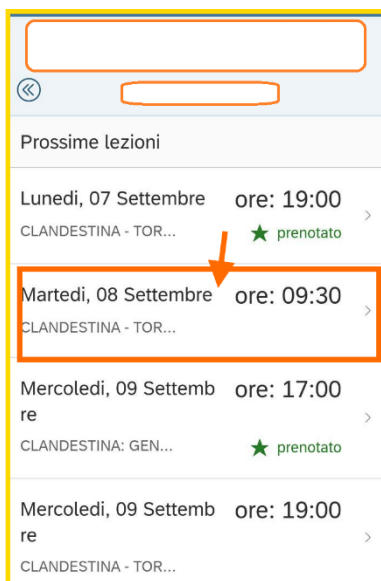 Prossime lezioni
Lunedi, 07 Settembre ore: 19:00
CLANDESTINA - TOR... ★ prenotato
Martedi, 08 Settembre ore: 09:30
CLANDESTINA - TOR...
Mercoledi, 09 Settemb ore: 17:00
re
CLANDESTINA: GEN... ★ prenotato
Mercoledi, 09 Settemb ore: 19:00
re
CLANDESTINA - TOR...